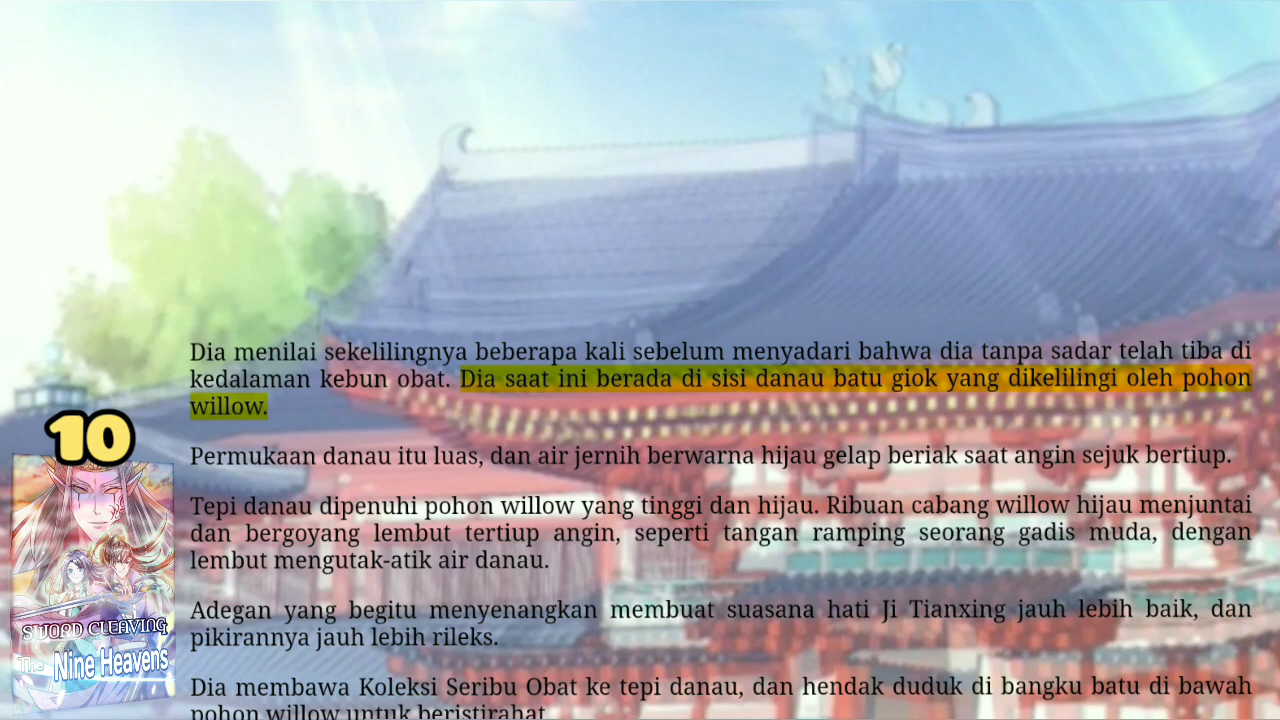 Dia menilai sekelilingnya beberapa kali sebelum menyadari bahwa dia tanpa sadar telah tiba di
kedalaman kebun obat. Dia saat ini berada di sisi danau batu giok yang dikelilingi oleh pohon
willow.
Permukaan danau itu luas, dan air jernih berwarna hijau gelap beriak saat angin sejuk bertiup.
Tepi danau dipenuhi pohon willow yang tinggi dan hijau. Ribuan cabang willow hijau menjuntai
dan bergoyang lembut tertiup angin, seperti tangan ramping seorang gadis muda, dengan
lembut mengutak-atik air danau.
Adegan yang begitu menyenangkan membuat suasana hati Ji Tianxing jauh lebih baik, dan
pikirannya jauh lebih rileks.
Dia membawa Koleksi Seribu Obat ke tepi danau, dan hendak duduk di bangku batu di bawah
pohon willow untuk beristirahat
10
SWORD CLEAVING
The Nine Heavens